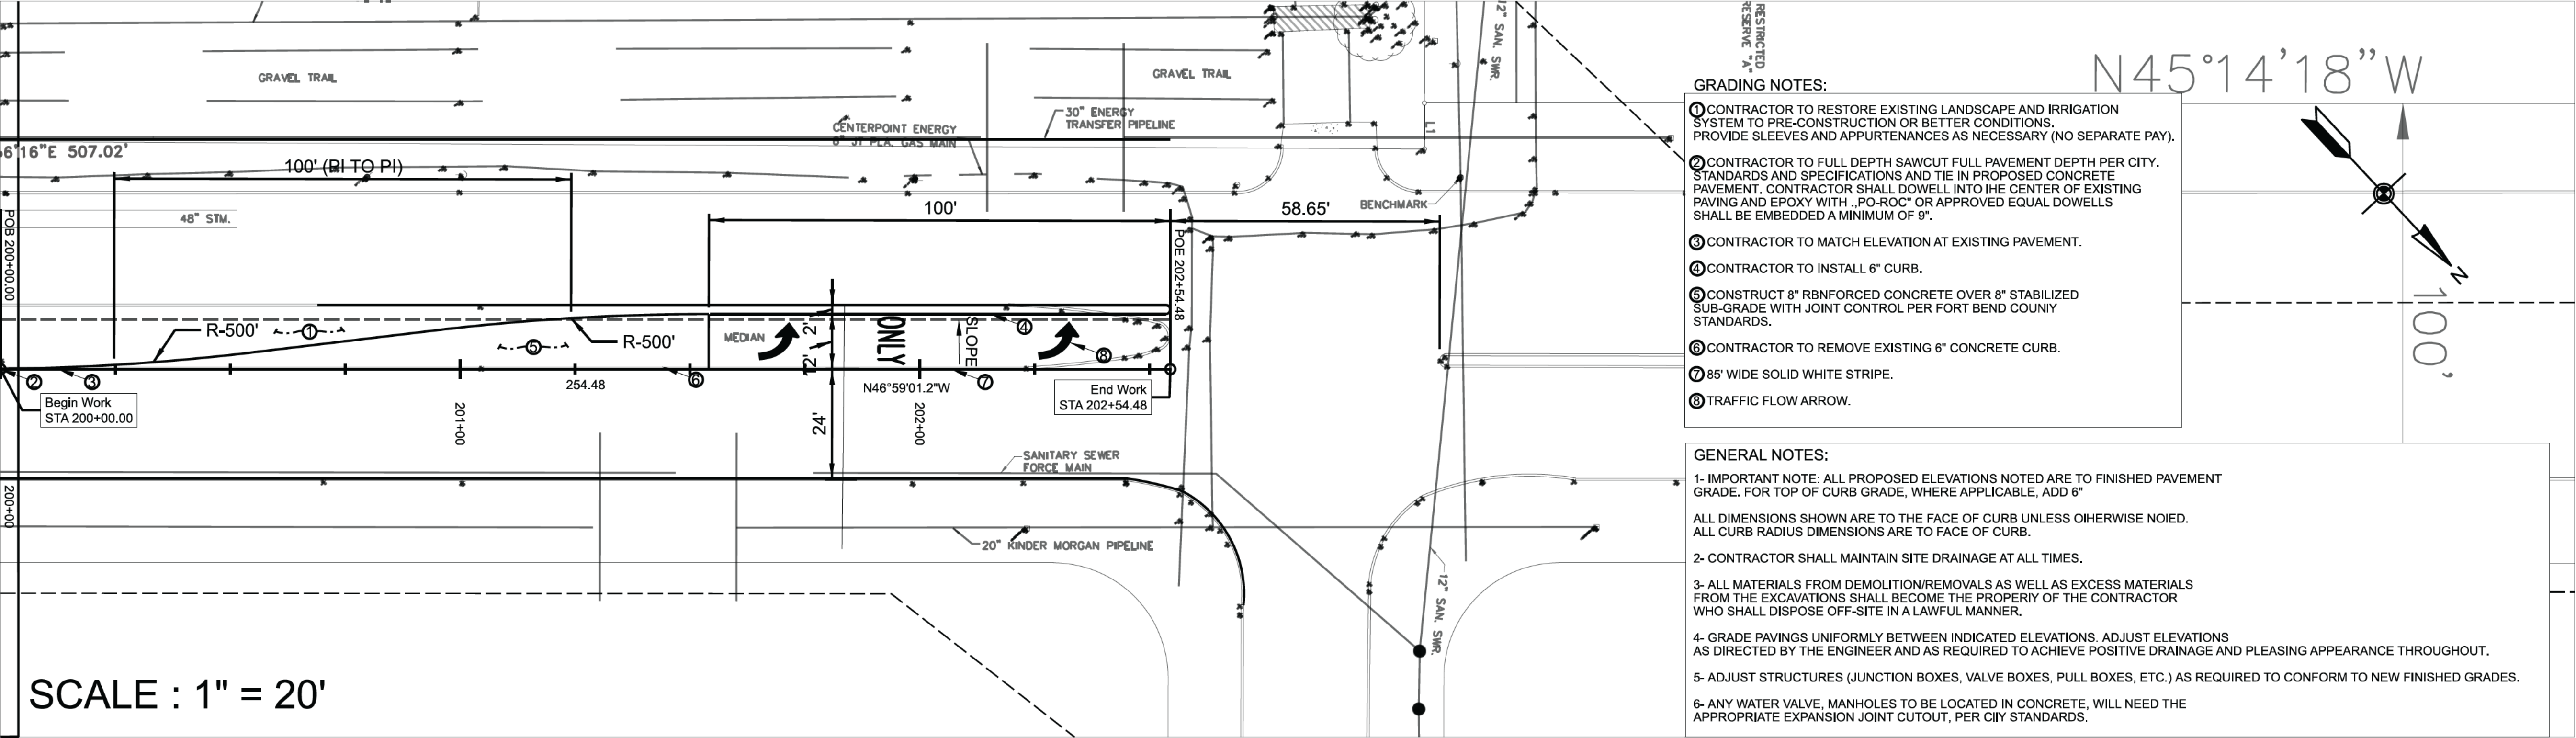 GRAVEL TRAIL
GRAVEL TRAIL
30" ENERGY
TRANSFER PIPELINE
CENTERPOINT ENERGY
8" JT PLA. GAS MAIN
12" SAN. SWR.
RESTRICTED
RESERVE "A"
N45°14'18"W
6'16"E 507.02'
100' (RI TO PI)
48" STM.
100'
58.65'
BENCHMARK
L1
POB 200+00.00
POE 202+54.48
R-500'
1
5
R-500'
MEDIAN
2'
12'
ONLY
SLOPE
4
8
2
3
254.48
6
N46°59'01.2"W
7
Begin Work
STA 200+00.00
End Work
STA 202+54.48
201+00
202+00
24'
200+00
SANITARY SEWER
FORCE MAIN
20" KINDER MORGAN PIPELINE
12" SAN. SWR.
SCALE : 1" = 20'
N
100'
GRADING NOTES:
1 CONTRACTOR TO RESTORE EXISTING LANDSCAPE AND IRRIGATION
SYSTEM TO PRE-CONSTRUCTION OR BETTER CONDITIONS.
PROVIDE SLEEVES AND APPURTENANCES AS NECESSARY (NO SEPARATE PAY).
2 CONTRACTOR TO FULL DEPTH SAWCUT FULL PAVEMENT DEPTH PER CITY.
STANDARDS AND SPECIFICATIONS AND TIE IN PROPOSED CONCRETE
PAVEMENT. CONTRACTOR SHALL DOWELL INTO IHE CENTER OF EXISTING
PAVING AND EPOXY WITH .,PO-ROC" OR APPROVED EQUAL DOWELLS
SHALL BE EMBEDDED A MINIMUM OF 9".
3 CONTRACTOR TO MATCH ELEVATION AT EXISTING PAVEMENT.
4 CONTRACTOR TO INSTALL 6" CURB.
5 CONSTRUCT 8" RBNFORCED CONCRETE OVER 8" STABILIZED
SUB-GRADE WITH JOINT CONTROL PER FORT BEND COUNIY
STANDARDS.
6 CONTRACTOR TO REMOVE EXISTING 6" CONCRETE CURB.
7 85' WIDE SOLID WHITE STRIPE.
8 TRAFFIC FLOW ARROW.
GENERAL NOTES:
1- IMPORTANT NOTE: ALL PROPOSED ELEVATIONS NOTED ARE TO FINISHED PAVEMENT
GRADE. FOR TOP OF CURB GRADE, WHERE APPLICABLE, ADD 6"
ALL DIMENSIONS SHOWN ARE TO THE FACE OF CURB UNLESS OIHERWISE NOIED.
ALL CURB RADIUS DIMENSIONS ARE TO FACE OF CURB.
2- CONTRACTOR SHALL MAINTAIN SITE DRAINAGE AT ALL TIMES.
3- ALL MATERIALS FROM DEMOLITION/REMOVALS AS WELL AS EXCESS MATERIALS
FROM THE EXCAVATIONS SHALL BECOME THE PROPERIY OF THE CONTRACTOR
WHO SHALL DISPOSE OFF-SITE IN A LAWFUL MANNER.
4- GRADE PAVINGS UNIFORMLY BETWEEN INDICATED ELEVATIONS. ADJUST ELEVATIONS
AS DIRECTED BY THE ENGINEER AND AS REQUIRED TO ACHIEVE POSITIVE DRAINAGE AND PLEASING APPEARANCE THROUGHOUT.
5- ADJUST STRUCTURES (JUNCTION BOXES, VALVE BOXES, PULL BOXES, ETC.) AS REQUIRED TO CONFORM TO NEW FINISHED GRADES.
6- ANY WATER VALVE, MANHOLES TO BE LOCATED IN CONCRETE, WILL NEED THE
APPROPRIATE EXPANSION JOINT CUTOUT, PER CIIY STANDARDS.